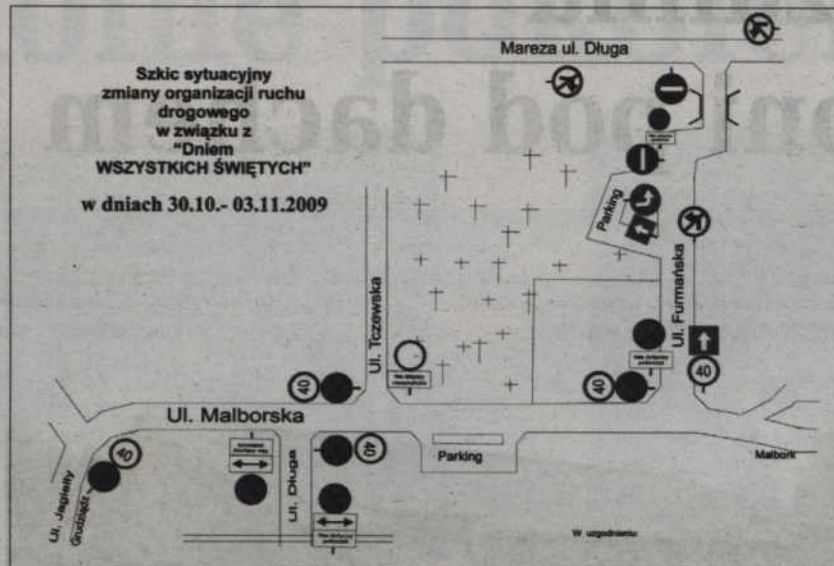 Szkic sytuacyjny
zmiany organizacji ruchu
drogowego
w związku z
"Dniem
WSZYSTKICH ŚWIĘTYCH"
w dniach 30.10.- 03.11.2009
Mareza ul. Długa
Parking
Ul. Furmańska
Ul. Tczewska
40
40
40
Ul. Malborska
40
40
Parking
Malbork
Ul. Jagiełły
Grudziądz
Ul. Długa
W uzgodnieniu